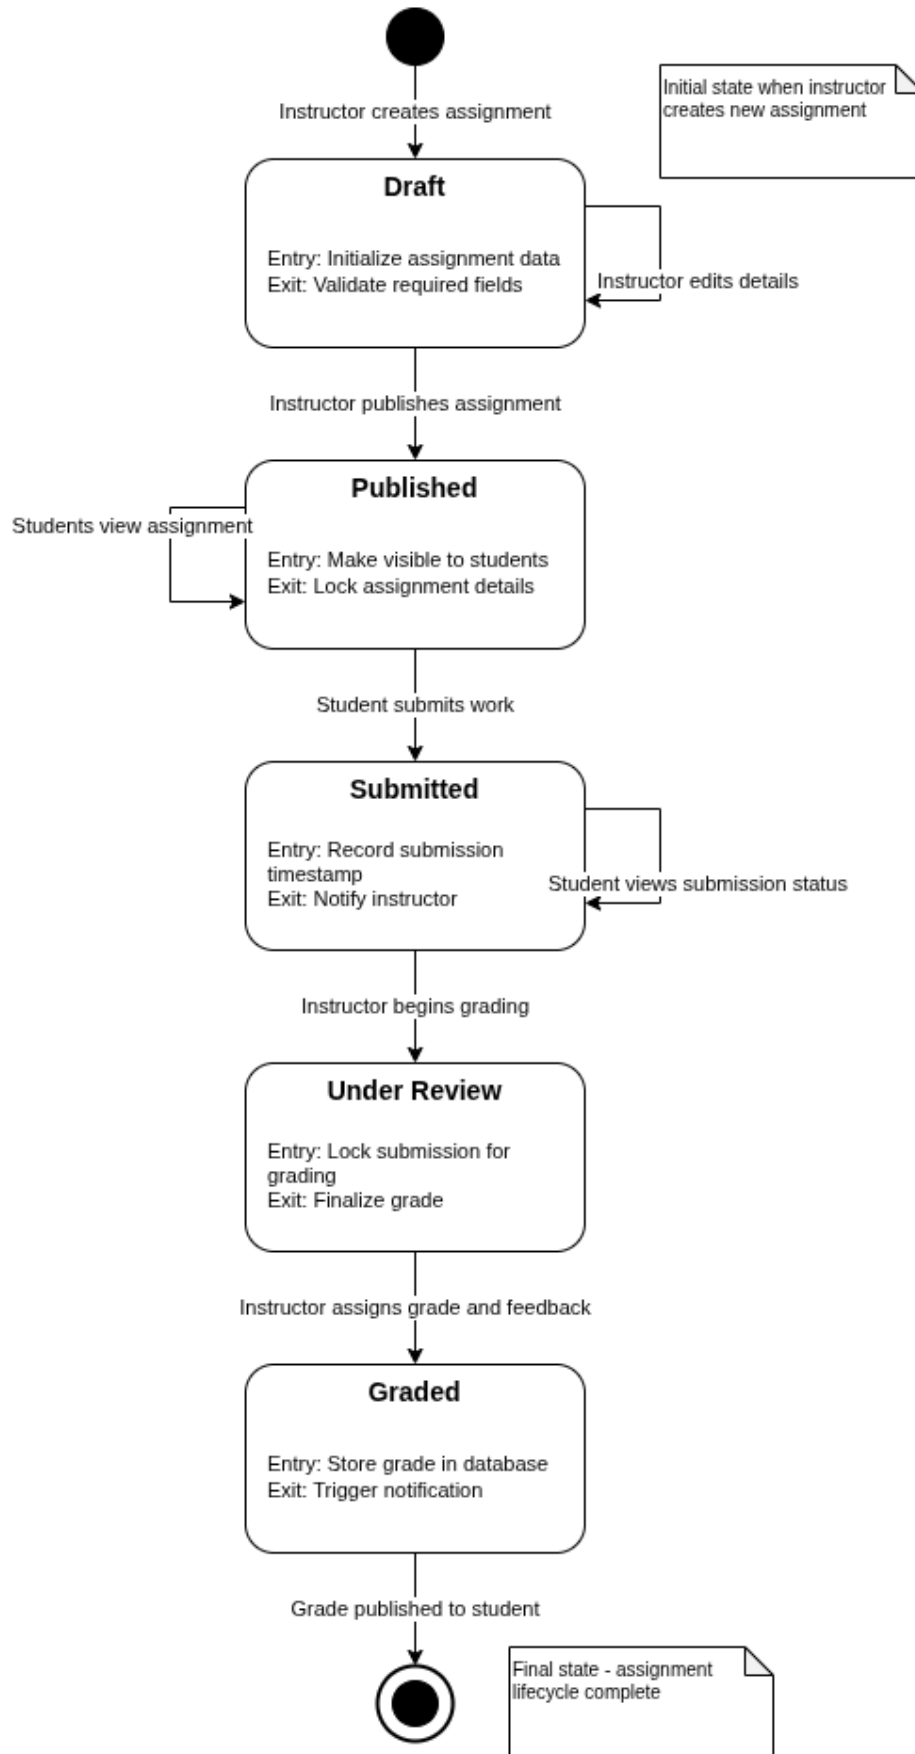 Instructor creates assignment
Initial state when instructor
creates new assignment
Draft
Entry: Initialize assignment data
Exit: Validate required fields
Instructor edits details
Instructor publishes assignment
Published
Students view assignment
Entry: Make visible to students
Exit: Lock assignment details
Student submits work
Submitted
Entry: Record submission
timestamp
Exit: Notify instructor
Student views submission status
Instructor begins grading
Under Review
Entry: Lock submission for
grading
Exit: Finalize grade
Instructor assigns grade and feedback
Graded
Entry: Store grade in database
Exit: Trigger notification
Grade published to student
Final state - assignment
lifecycle complete